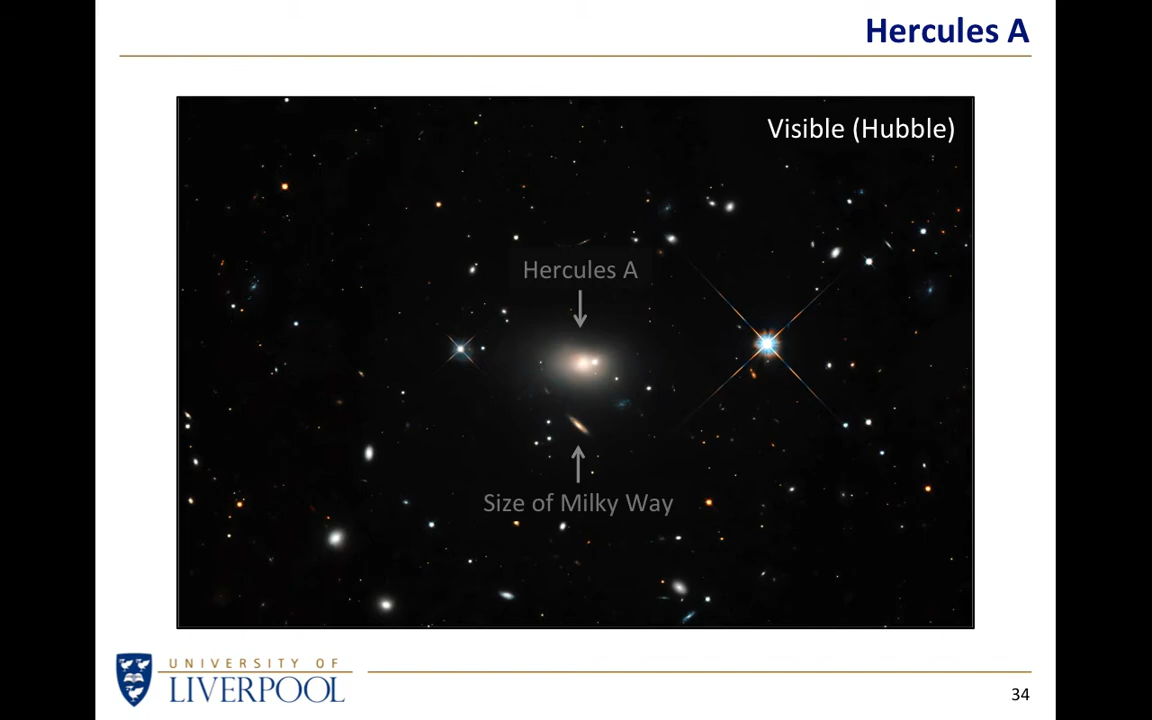 Hercules A
Visible (Hubble)
Hercules A
Size of Milky Way
UNIVERSITY OF
LIVERPOOL
34